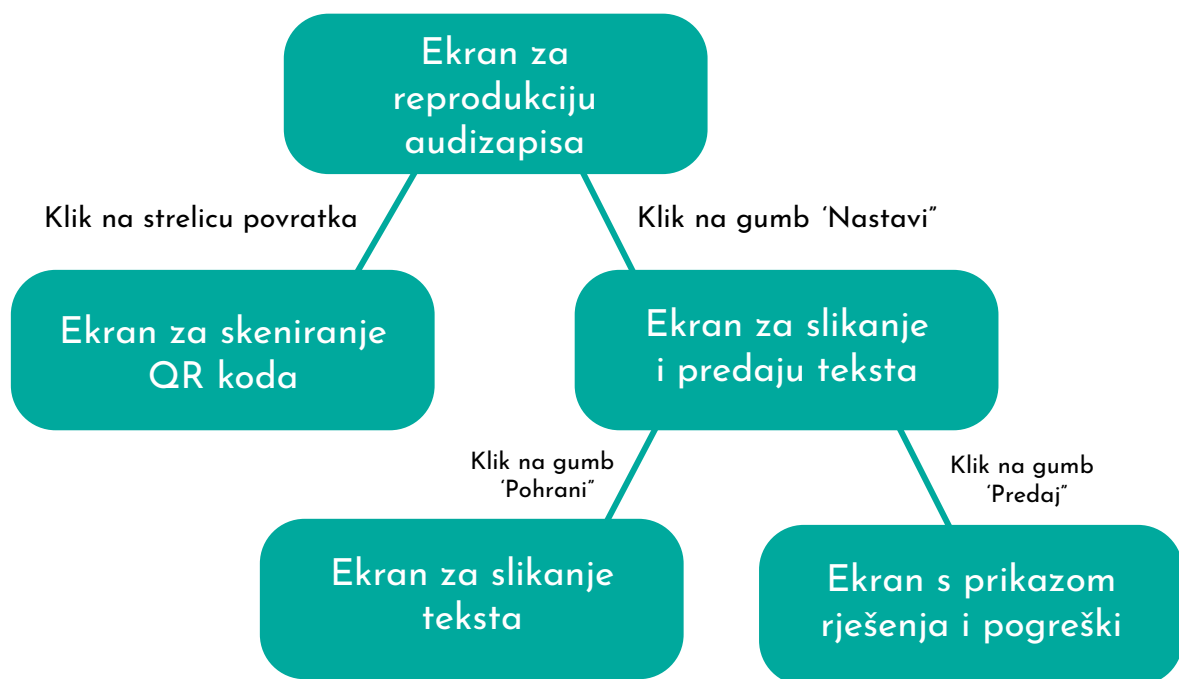 Ekran za
reprodukciju
audizapisa
Klik na strelicu povratka
Klik na gumb ‘Nastavi”
Ekran za skeniranje
QR koda
Ekran za slikanje
i predaju teksta
Klik na gumb
‘Pohrani”
Klik na gumb
‘Predaj”
Ekran za slikanje
teksta
Ekran s prikazom
rješenja i pogreški